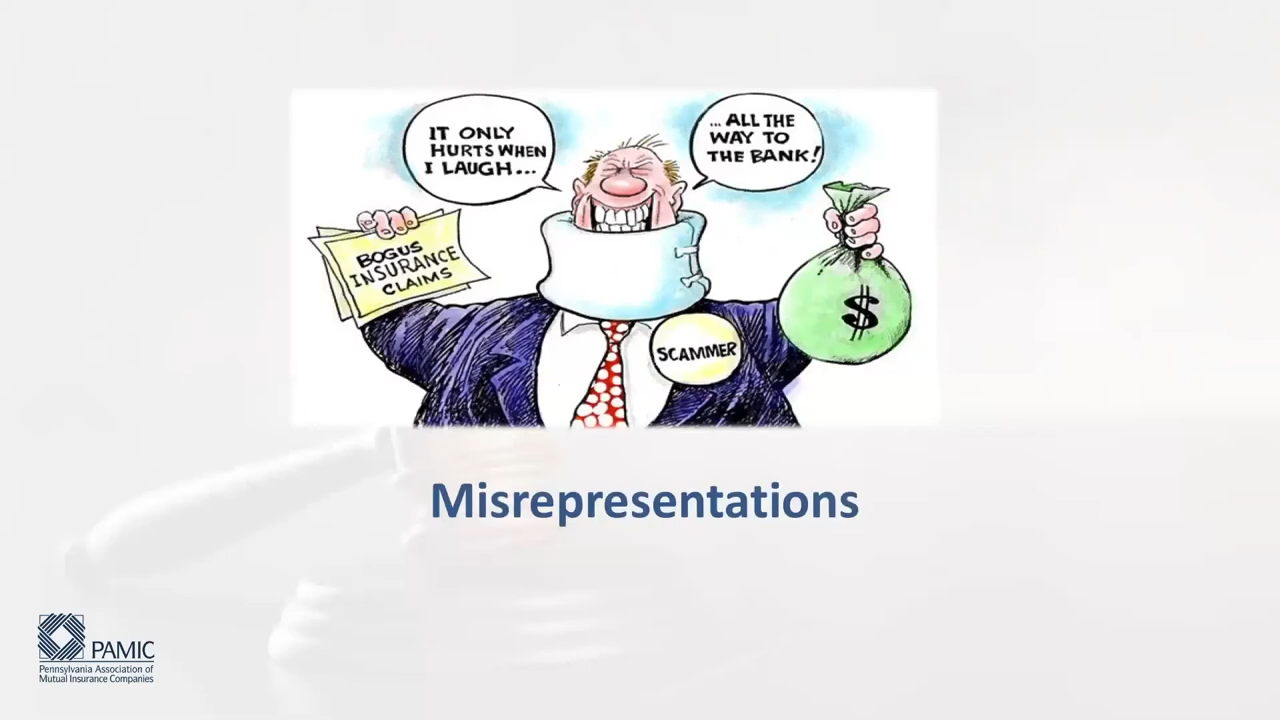 IT ONLY
HURTS WHEN
I LAUGH...
...ALL THE
WAY TO
THE BANK!
BOGUS
INSURANCE
CLAIMS
$
SCAMMER
Misrepresentations
PAMIC
Pennsylvania Association of
Mutual Insurance Companies